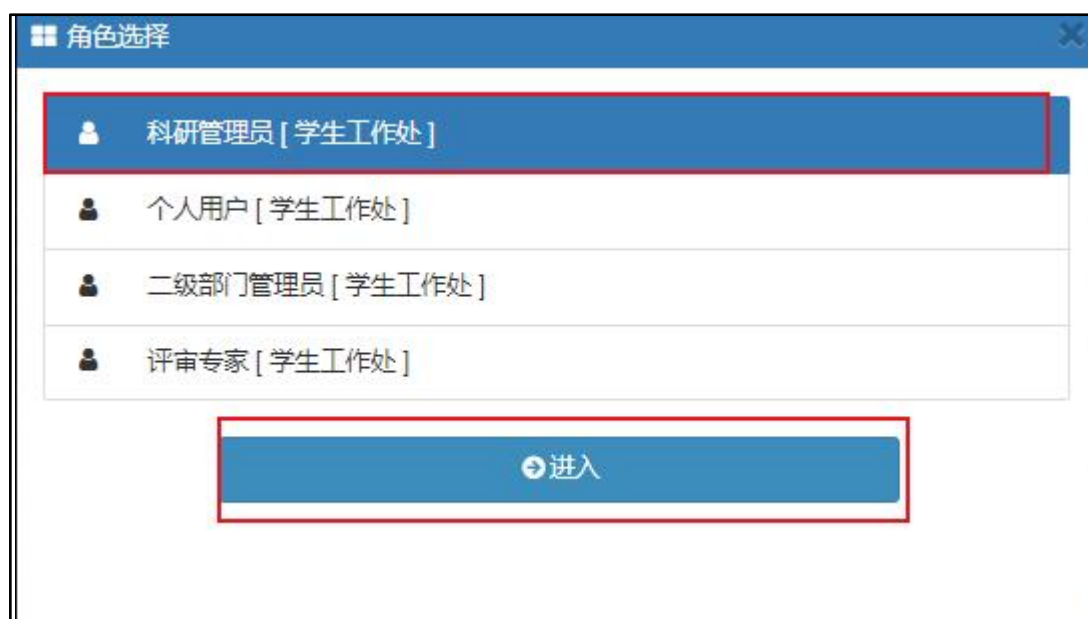 角色选择
科研管理员 [ 学生工作处 ]
个人用户 [ 学生工作处 ]
二级部门管理员 [ 学生工作处 ]
评审专家 [ 学生工作处 ]
进入